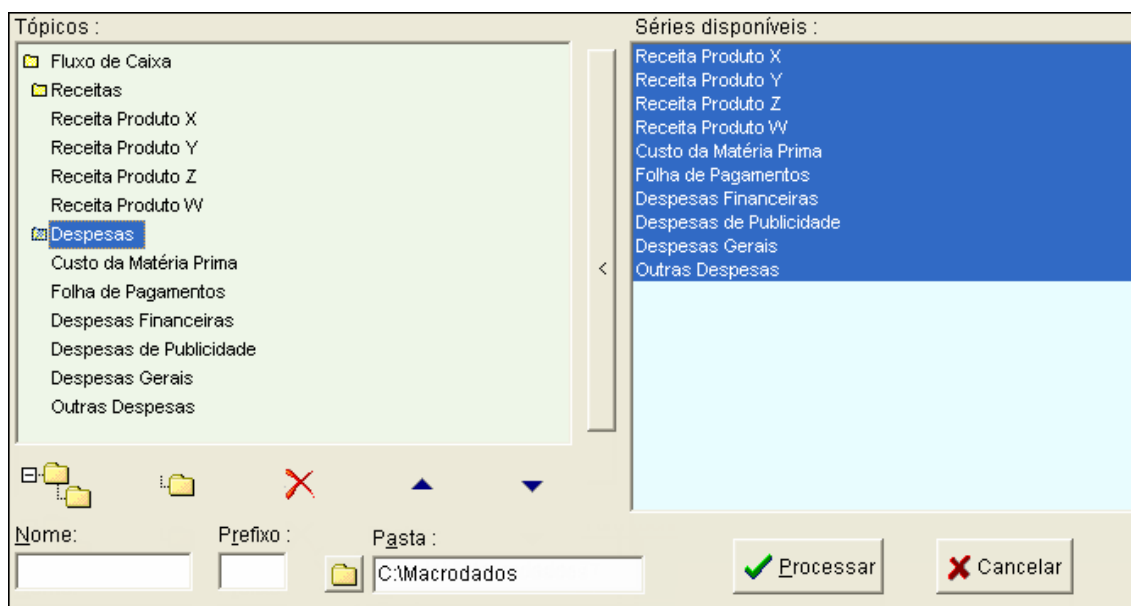 Tópicos :
Fluxo de Caixa
Receitas
Receita Produto X
Receita Produto Y
Receita Produto Z
Receita Produto W
Despesas
Custo da Matéria Prima
Folha de Pagamentos
Despesas Financeiras
Despesas de Publicidade
Despesas Gerais
Outras Despesas
<
Séries disponíveis :
Receita Produto X
Receita Produto Y
Receita Produto Z
Receita Produto W
Custo da Matéria Prima
Folha de Pagamentos
Despesas Financeiras
Despesas de Publicidade
Despesas Gerais
Outras Despesas
Nome:
Prefixo :
Pasta :
C:\Macrodados
Processar
Cancelar